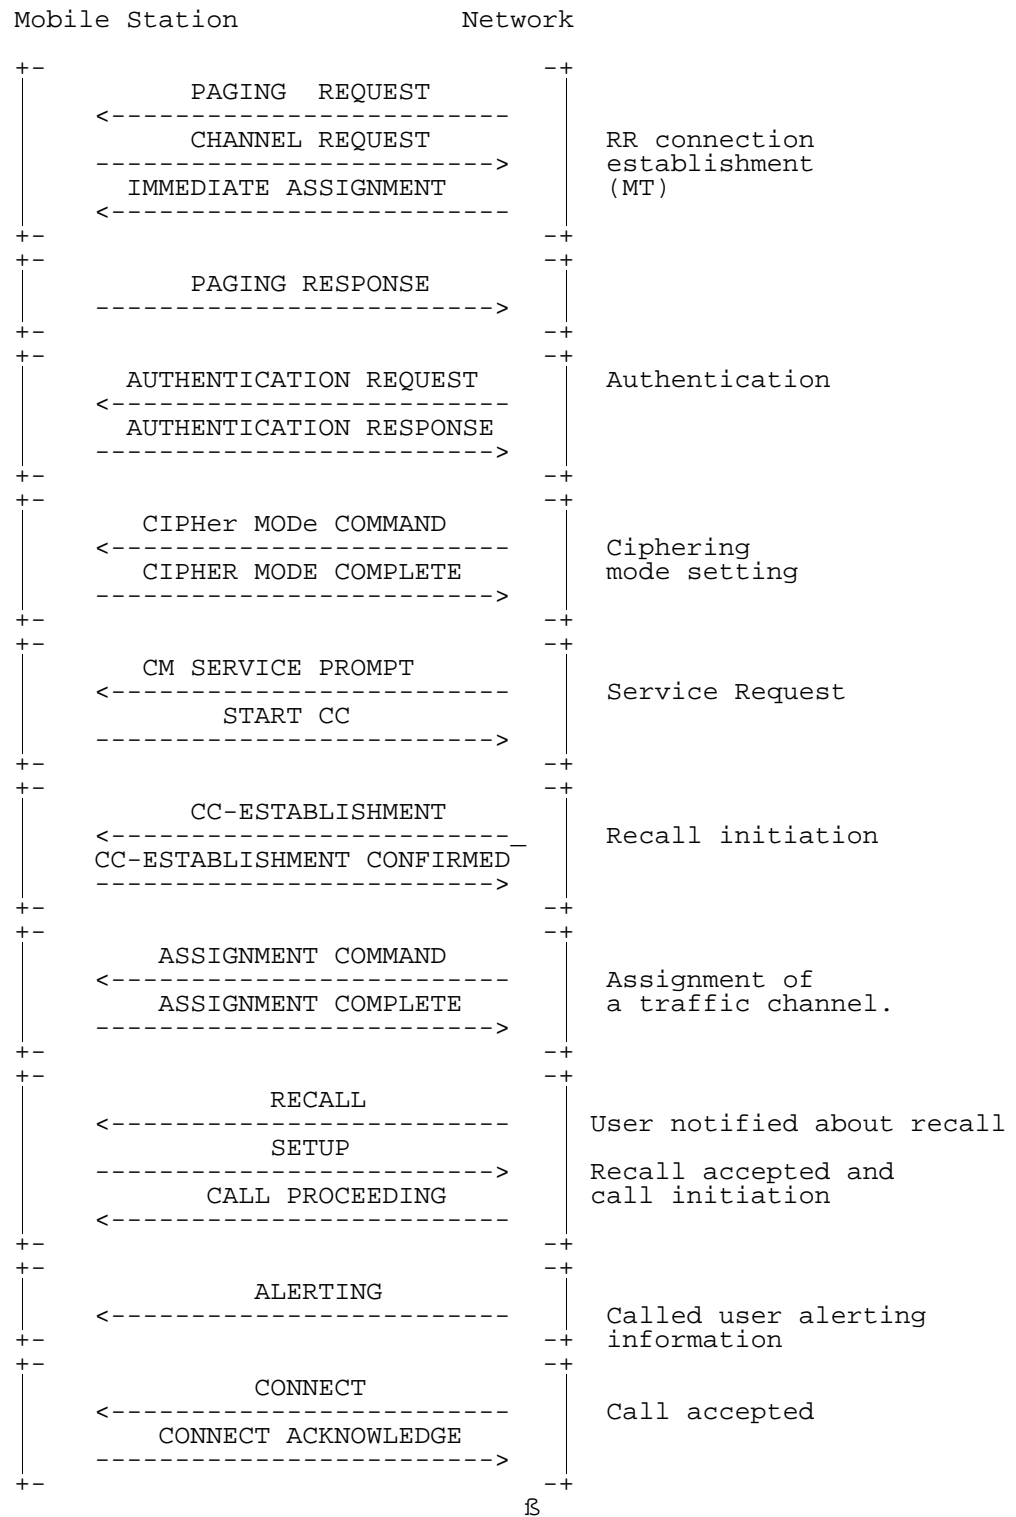 Mobile Station Network
+- -+
PAGING REQUEST
<-------------------------
CHANNEL REQUEST RR connection
-------------------------> establishment
IMMEDIATE ASSIGNMENT (MT)
<-------------------------
+- -+
+- -+
PAGING RESPONSE
------------------------->
+- -+
+- -+
AUTHENTICATION REQUEST Authentication
<-------------------------
AUTHENTICATION RESPONSE
------------------------->
+- -+
+- -+
CIPHer MODe COMMAND
<------------------------- Ciphering
CIPHER MODE COMPLETE mode setting
------------------------->
+- -+
+- -+
CM SERVICE PROMPT
<------------------------- Service Request
START CC
------------------------->
+- -+
+- -+
CC-ESTABLISHMENT
<-------------------------_ Recall initiation
CC-ESTABLISHMENT CONFIRMED
------------------------->
+- -+
+- -+
ASSIGNMENT COMMAND
<------------------------- Assignment of
ASSIGNMENT COMPLETE a traffic channel.
------------------------->
+- -+
+- -+
RECALL
<------------------------- User notified about recall
SETUP
-------------------------> Recall accepted and
CALL PROCEEDING call initiation
<-------------------------
+- -+
+- -+
ALERTING
<------------------------- Called user alerting
+- -+ information
+- -+
CONNECT
<------------------------- Call accepted
CONNECT ACKNOWLEDGE
------------------------->
+- -+
ß